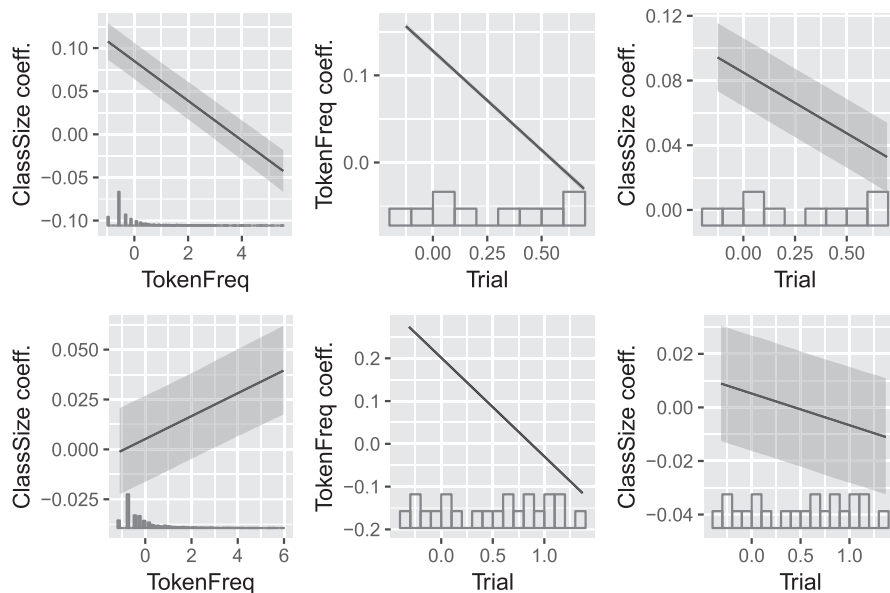 ClassSize coeff.
0.10
0.05
0.00
−0.05
−0.10
0 2 4
TokenFreq
TokenFreq coeff.
0.1
0.0
0.00 0.25 0.50
Trial
ClassSize coeff.
0.12
0.08
0.04
0.00
0.00 0.25 0.50
Trial
ClassSize coeff.
0.050
0.025
0.000
−0.025
0 2 4 6
TokenFreq
TokenFreq coeff.
0.2
0.1
0.0
−0.1
−0.2
0.0 0.5 1.0
Trial
ClassSize coeff.
0.02
0.00
−0.02
−0.04
0.0 0.5 1.0
Trial